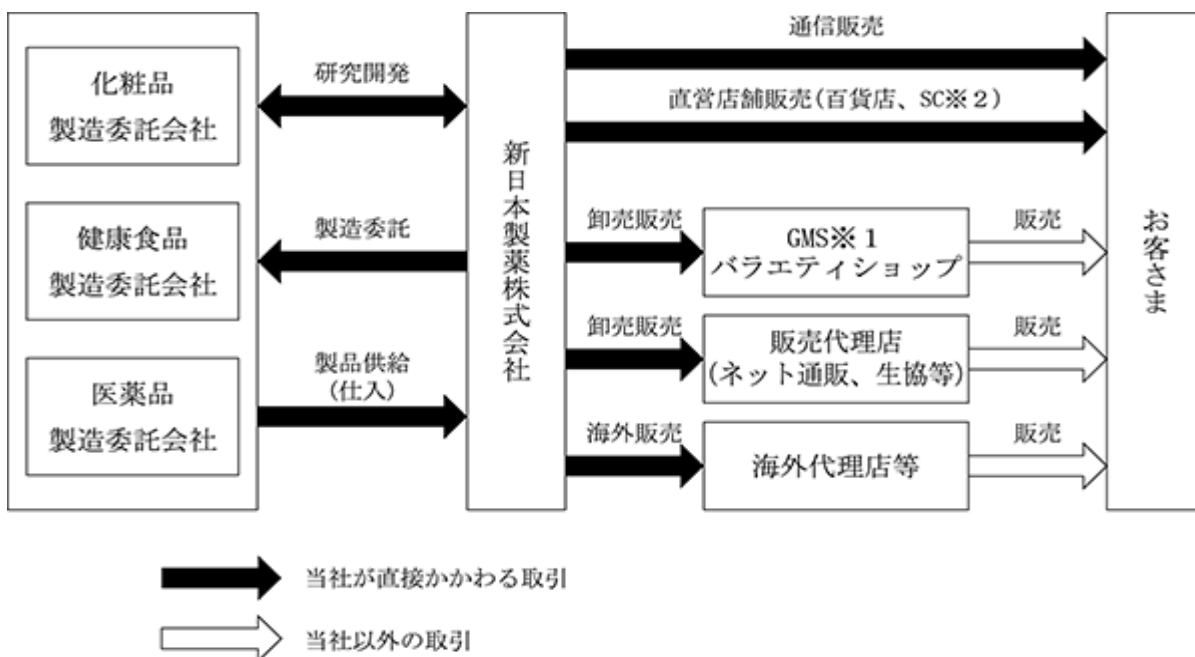 化粧品
製造委託会社
健康食品
製造委託会社
医薬品
製造委託会社
研究開発
製造委託
製品供給
(仕入)
新日本製薬株式会社
通信販売
直営店舗販売(百貨店、SC※2)
卸売販売
GMS※1
バラエティショップ
販売
卸売販売
販売代理店
(ネット通販、生協等)
販売
海外販売
海外代理店等
販売
お客さま
当社が直接かかわる取引
当社以外の取引